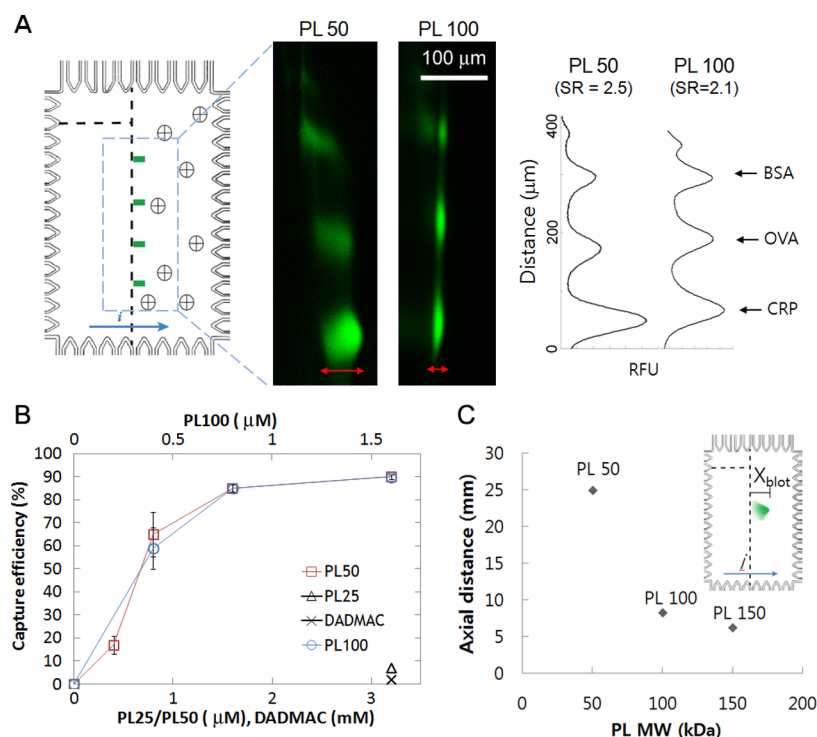 A
PL 50
PL 100
100 μm
i
PL 50
(SR = 2.5)
PL 100
(SR=2.1)
Distance (μm)
400
200
0
BSA
OVA
CRP
RFU
B
PL100 ( μM)
0 0.5 1 1.5
Capture efficiency (%)
100
90
80
70
60
50
40
30
20
10
0
PL50
PL25
DADMAC
PL100
0 1 2 3
PL25/PL50 ( μM), DADMAC (mM)
C
Axial distance (mm)
30
25
20
15
10
5
0
PL 50
PL 100
PL 150
Xblot
i
0 50 100 150 200
PL MW (kDa)